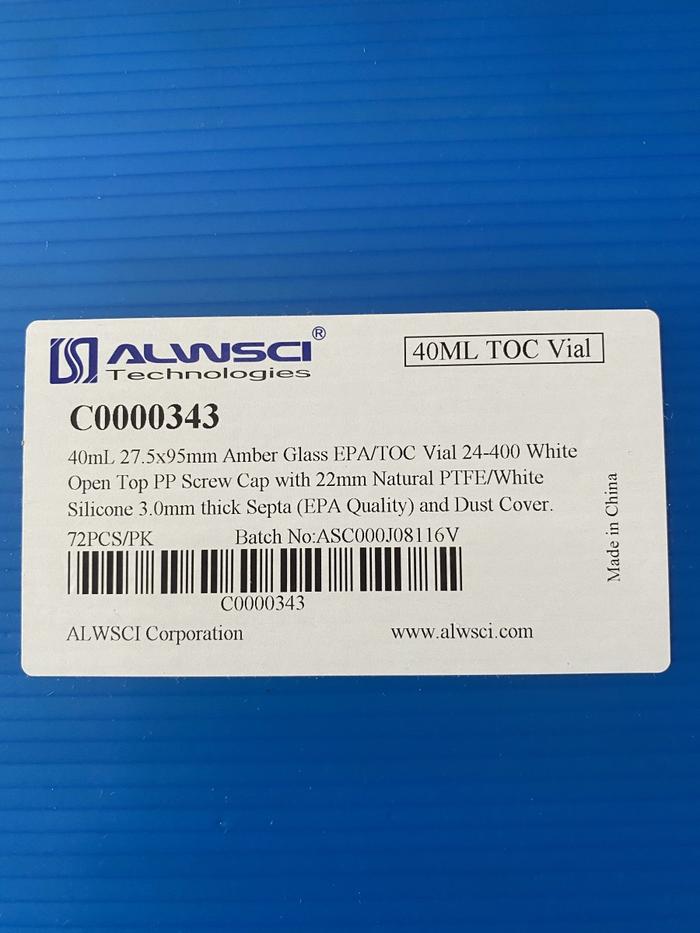 ALWSCI®
Technologies
40ML TOC Vial
C0000343
40mL 27.5x95mm Amber Glass EPA/TOC Vial 24-400 White
Open Top PP Screw Cap with 22mm Natural PTFE/White
Silicone 3.0mm thick Septa (EPA Quality) and Dust Cover.
72PCS/PK Batch No:ASC000J08116V
C0000343
ALWSCI Corporation www.alwsci.com
Made in China